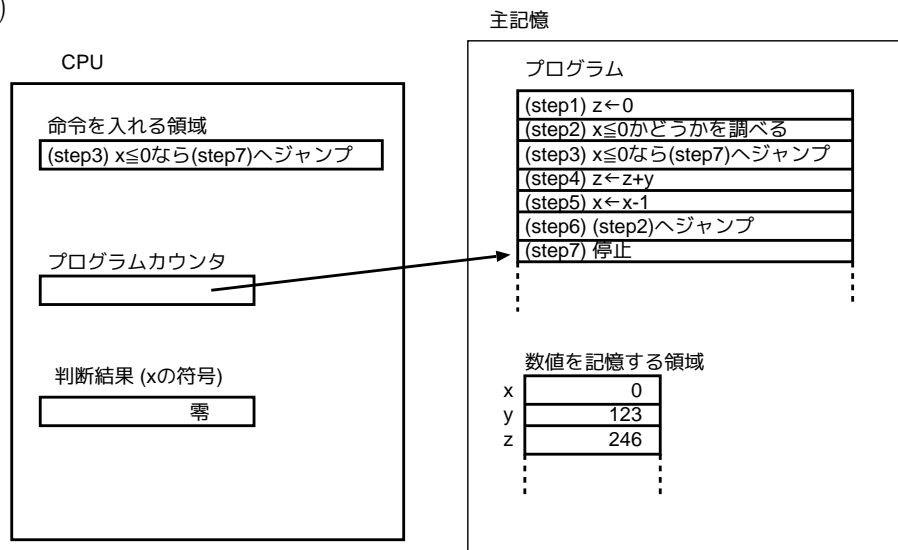 )
主記憶
CPU
プログラム
命令を入れる領域
(step3) x≦0なら(step7)へジャンプ
(step1) z←0
(step2) x≦0かどうかを調べる
(step3) x≦0なら(step7)へジャンプ
(step4) z←z+y
(step5) x←x-1
(step6) (step2)へジャンプ
(step7) 停止
プログラムカウンタ
判断結果 (xの符号)
零
数値を記憶する領域
x 0
y 123
z 246